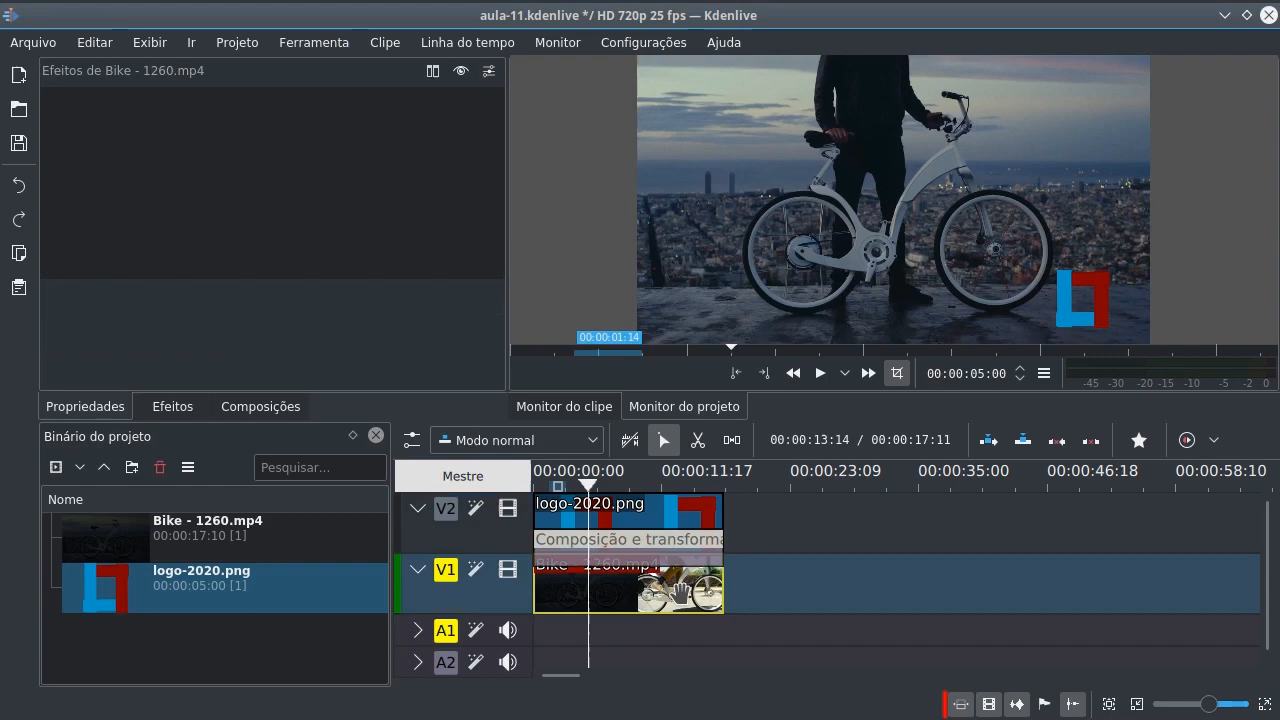 aula-11.kdenlive */ HD 720p 25 fps — Kdenlive
Arquivo Editar Exibir Ir Projeto Ferramenta Clipe Linha do tempo Monitor Configurações Ajuda
Efeitos de Bike - 1260.mp4
00:00:01:14
00:00:05:00
-45 -30 -20 -15 -10 -5 -2 0
Propriedades Efeitos Composições
Monitor do clipe Monitor do projeto
Binário do projeto
Modo normal
00:00:13:14 / 00:00:17:11
Pesquisar...
Mestre
00:00:00:00 00:00:11:17 00:00:23:09 00:00:35:00 00:00:46:18 00:00:58:10
Nome
Bike - 1260.mp4
00:00:17:10 [1]
logo-2020.png
00:00:05:00 [1]
V2
logo-2020.png
Composição e transforma
V1
Bike - 1260.mp4
A1
A2